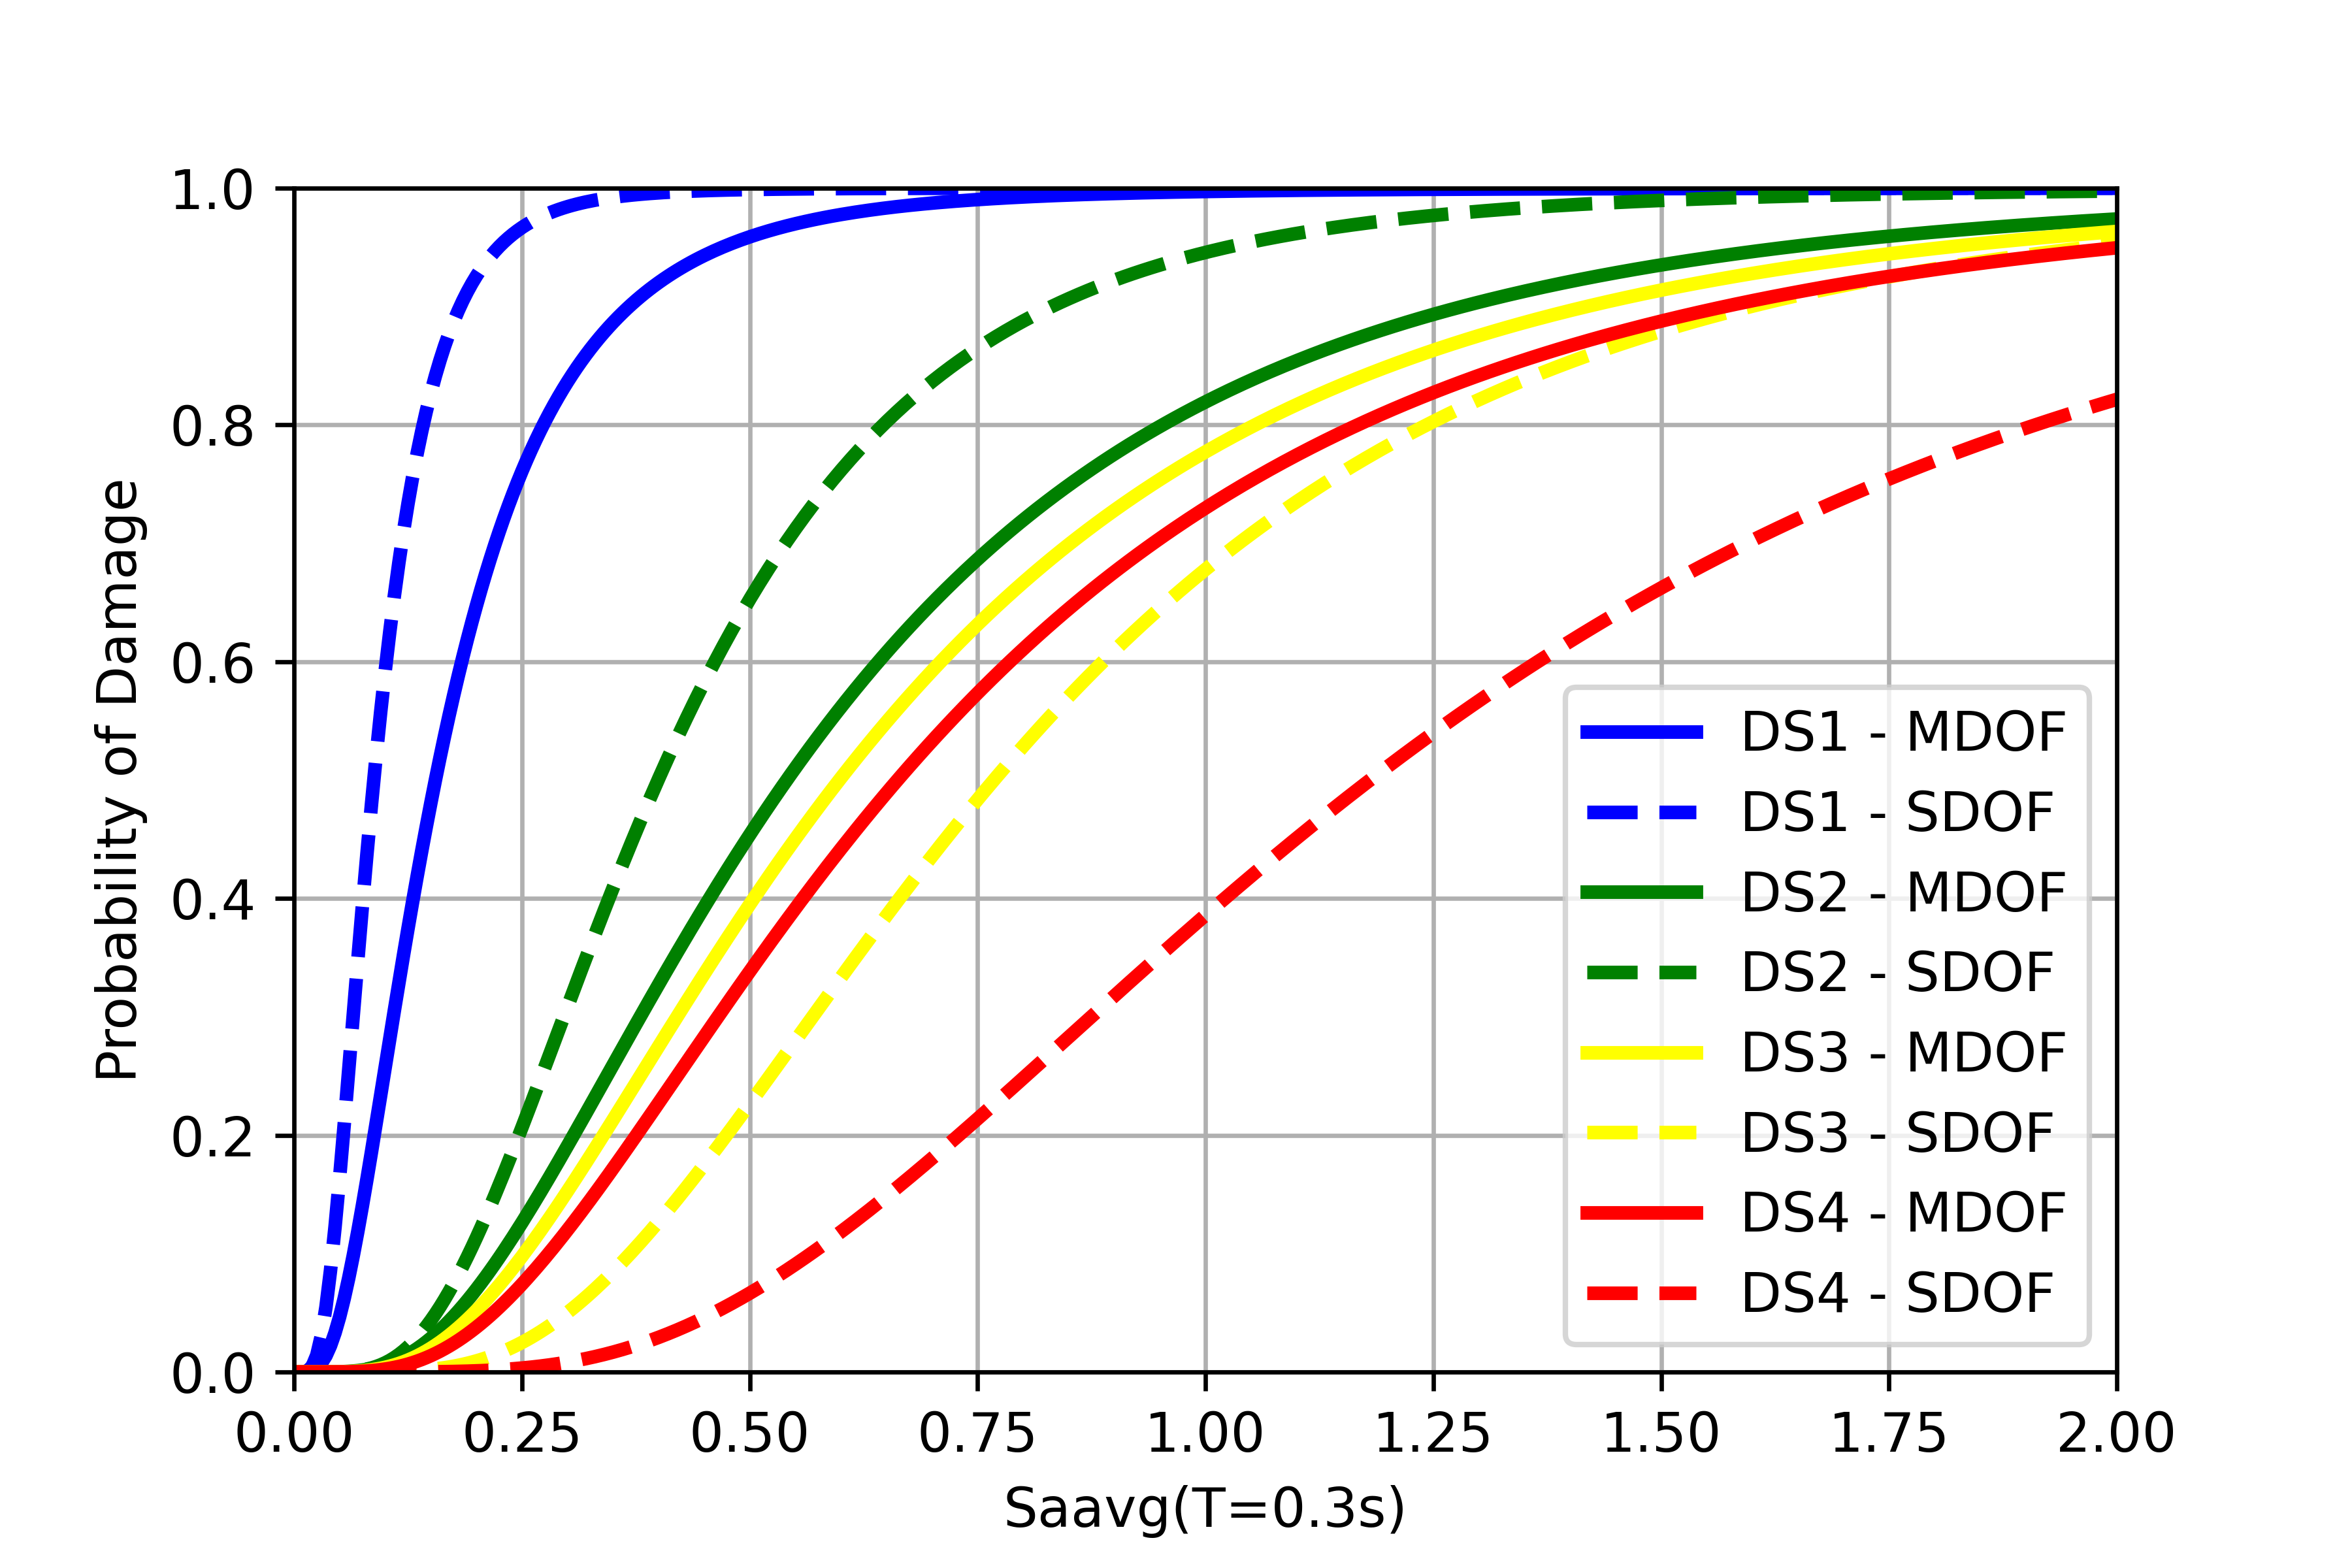 1.0
0.8
0.6
0.4
0.2
0.0
Probability of Damage
0.00 0.25 0.50 0.75 1.00 1.25 1.50 1.75 2.00
Saavg(T=0.3s)
DS1 - MDOF
DS1 - SDOF
DS2 - MDOF
DS2 - SDOF
DS3 - MDOF
DS3 - SDOF
DS4 - MDOF
DS4 - SDOF